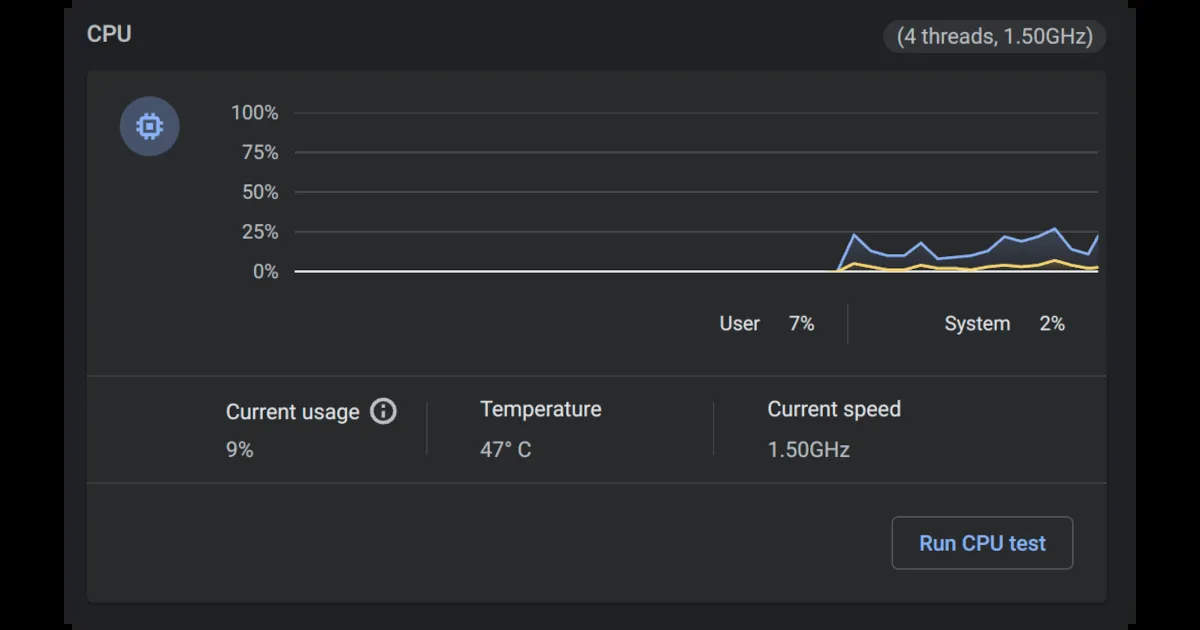 CPU
(4 threads, 1.50GHz)
100%
75%
50%
25%
0%
User 7% System 2%
Current usage Temperature Current speed
9% 47° C 1.50GHz
Run CPU test